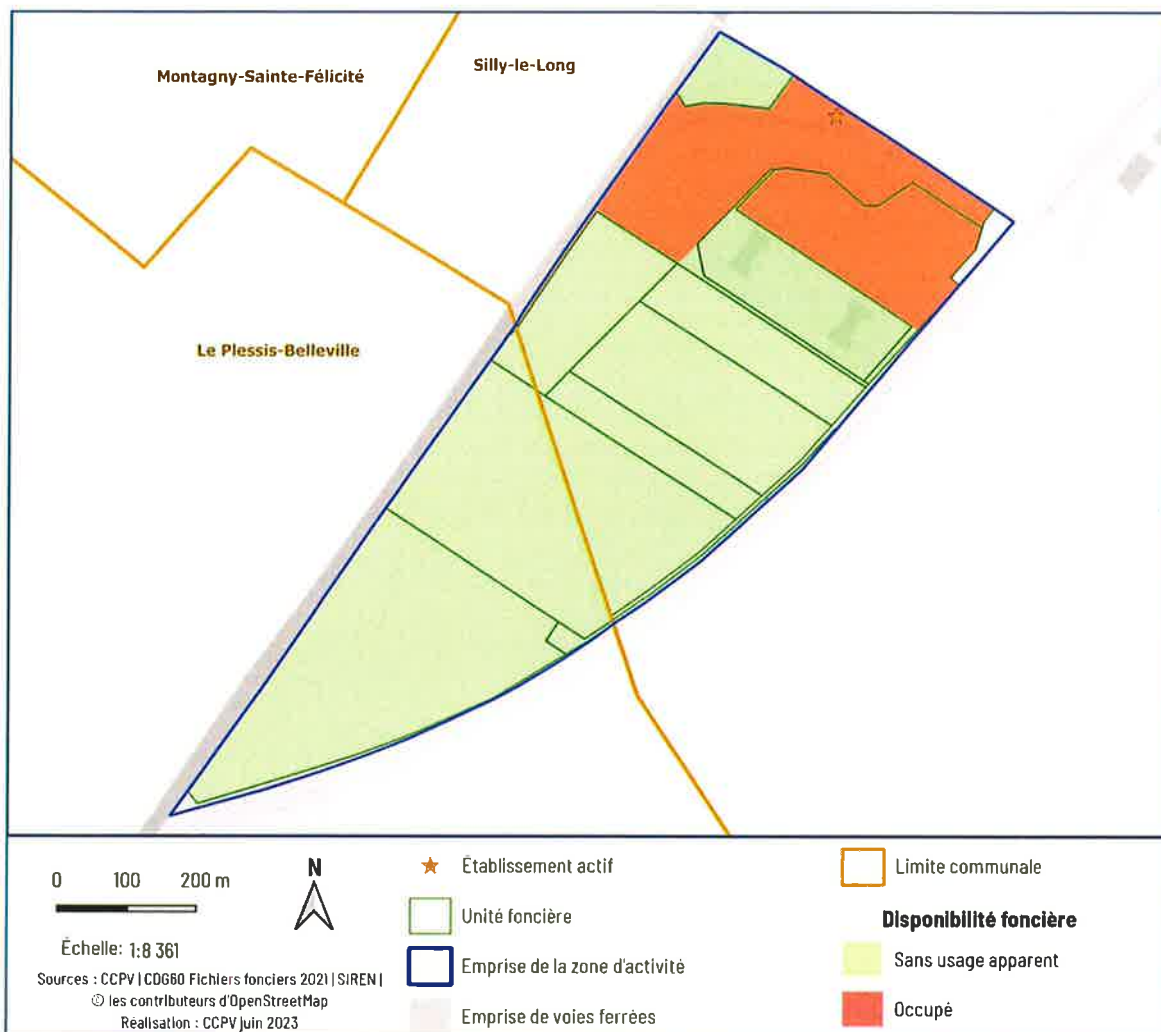 Montagny-Sainte-Félicité
Silly-le-Long
Le Plessis-Belleville
0 100 200 m
N
Échelle: 1:8 361
Sources : CCPV | CDG60 Fichiers fonciers 2021 | SIREN |
© les contributeurs d'OpenStreetMap
Réalisation : CCPV juin 2023
Établissement actif
Unité foncière
Emprise de la zone d'activité
Emprise de voies ferrées
Limite communale
Disponibilité foncière
Sans usage apparent
Occupé